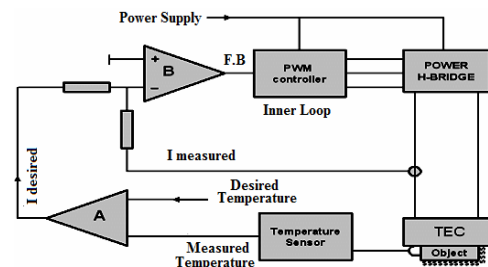 Power Supply
+
B
−
F.B
PWM
controller
POWER
H-BRIDGE
Inner Loop
I measured
I desired
Desired
Temperature
A
Measured
Temperature
Temperature
Sensor
TEC
Object